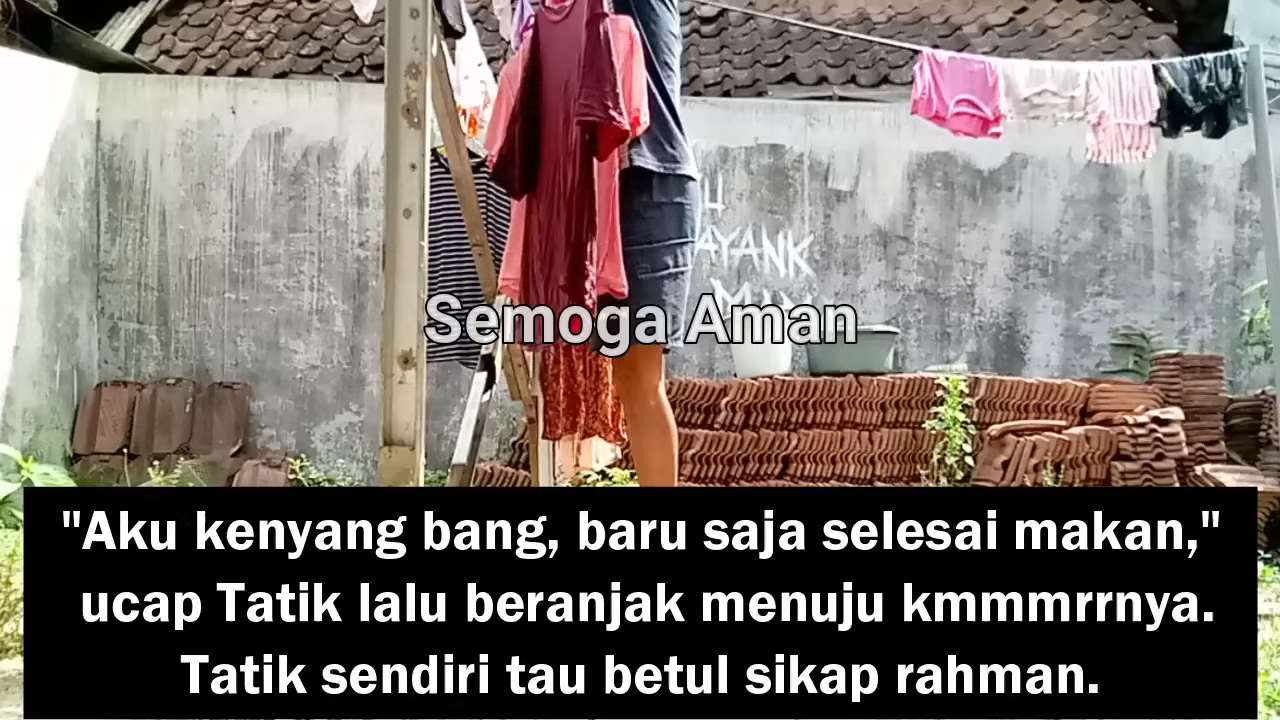 AYANK
Semoga Aman
"Aku kenyang bang, baru saja selesai makan,"
ucap Tatik lalu beranjak menuju kmmmrrnya.
Tatik sendiri tau betul sikap rahman.